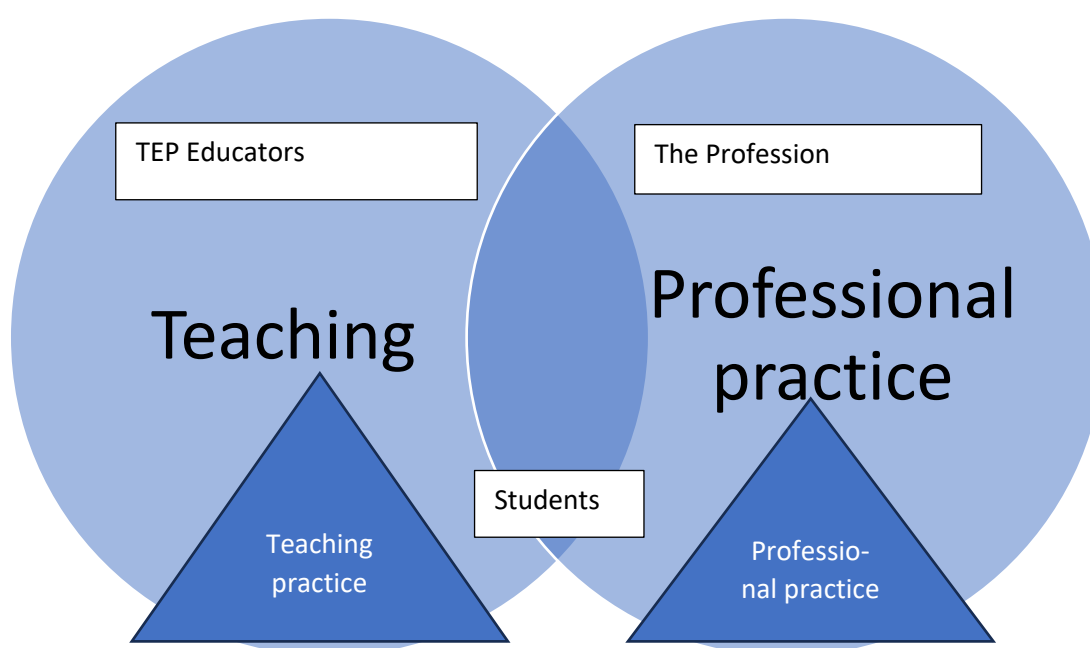 TEP Educators
The Profession
Teaching
Professional
practice
Students
Teaching
practice
Professio-
nal practice